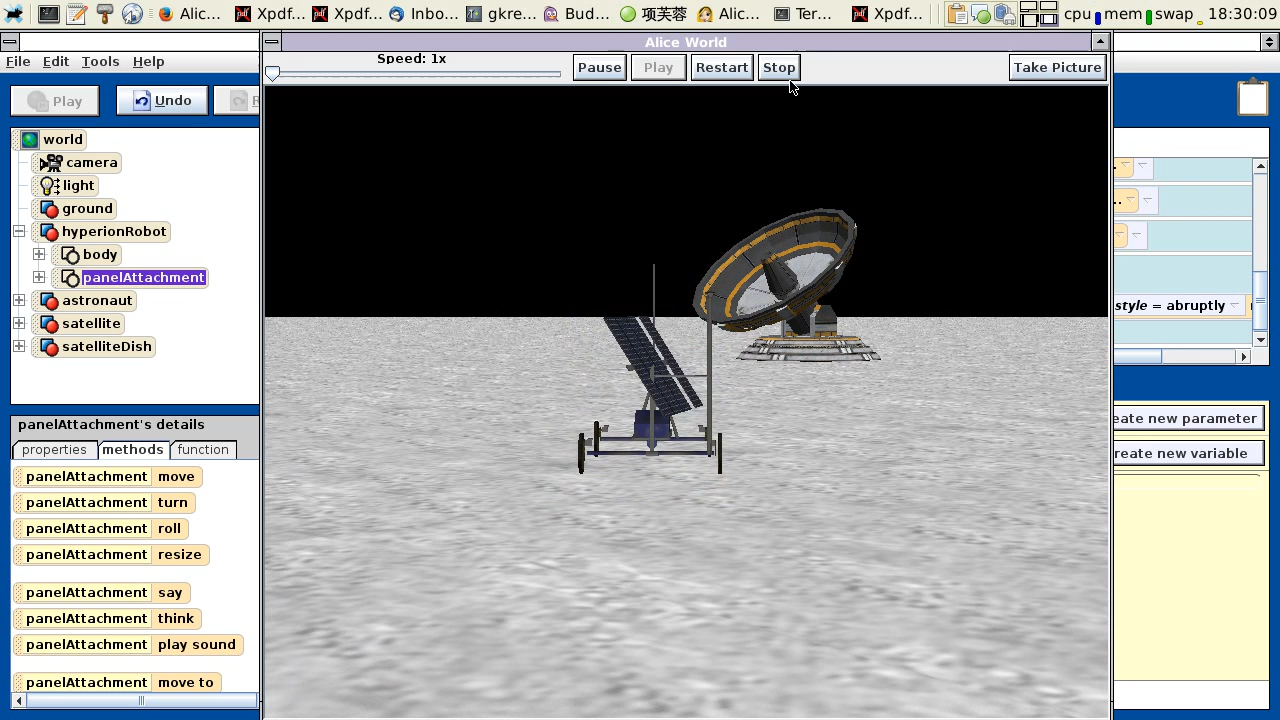 Alic... Xpdf... Xpdf... Inbo... gkre... Bud... 项芙蓉 Alic... Ter... Xpdf... cpu mem swap 18:30:09
Alice World
File Edit Tools Help
Speed: 1x
Pause Play Restart Stop Take Picture
Play Undo
world
camera
light
ground
hyperionRobot
body
panelAttachment
astronaut
satellite
satelliteDish
style = abruptly
eate new parameter
reate new variable
panelAttachment's details
properties methods function
panelAttachment move
panelAttachment turn
panelAttachment roll
panelAttachment resize
panelAttachment say
panelAttachment think
panelAttachment play sound
panelAttachment move to